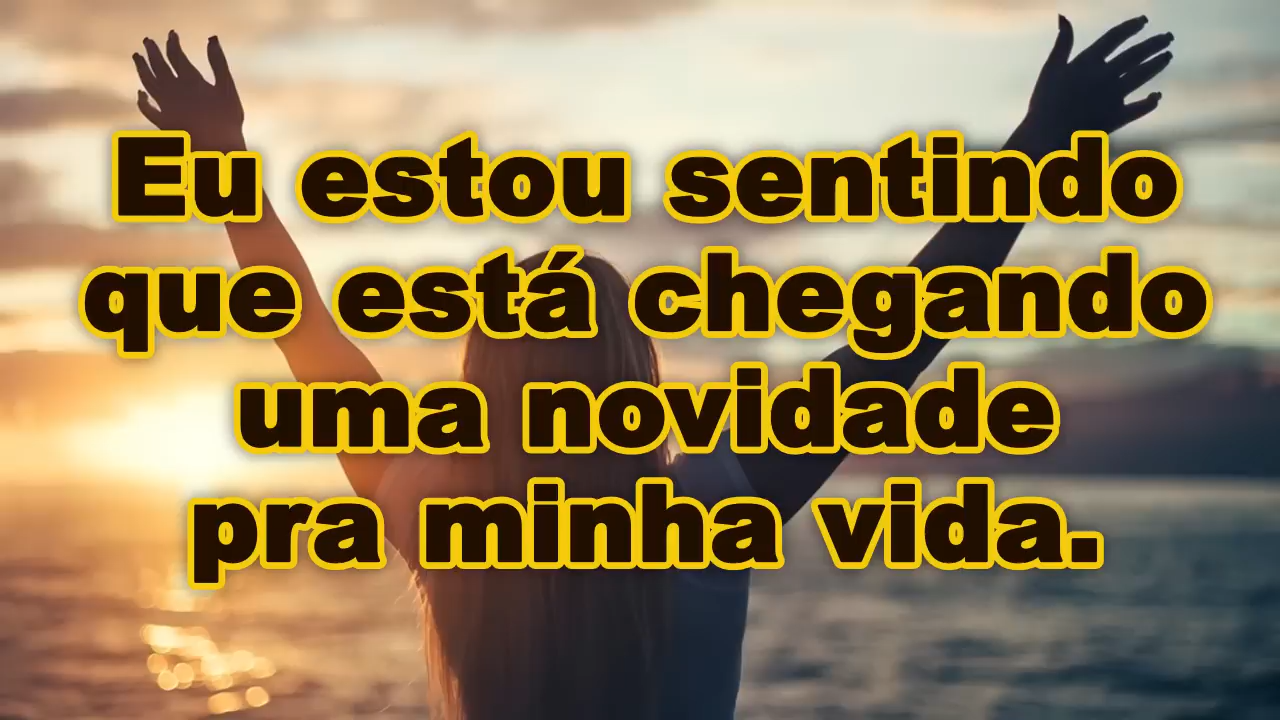 Eu estou sentindo
que está chegando
uma novidade
pra minha vida.